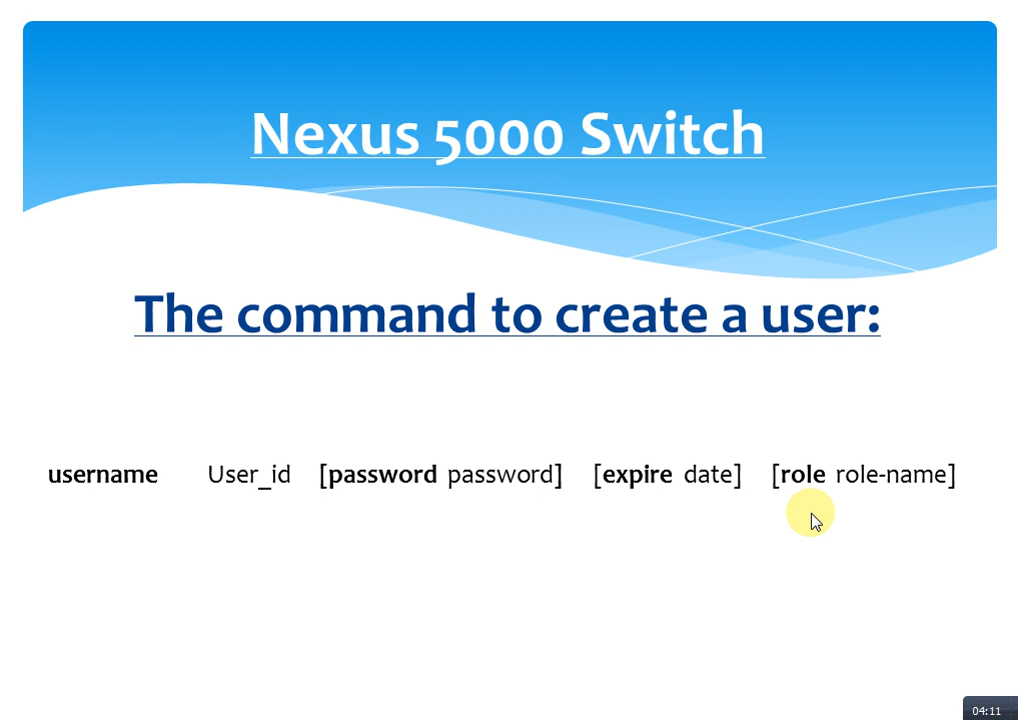 Nexus 5000 Switch
The command to create a user:
username User_id [password password] [expire date] [role role-name]
04:11